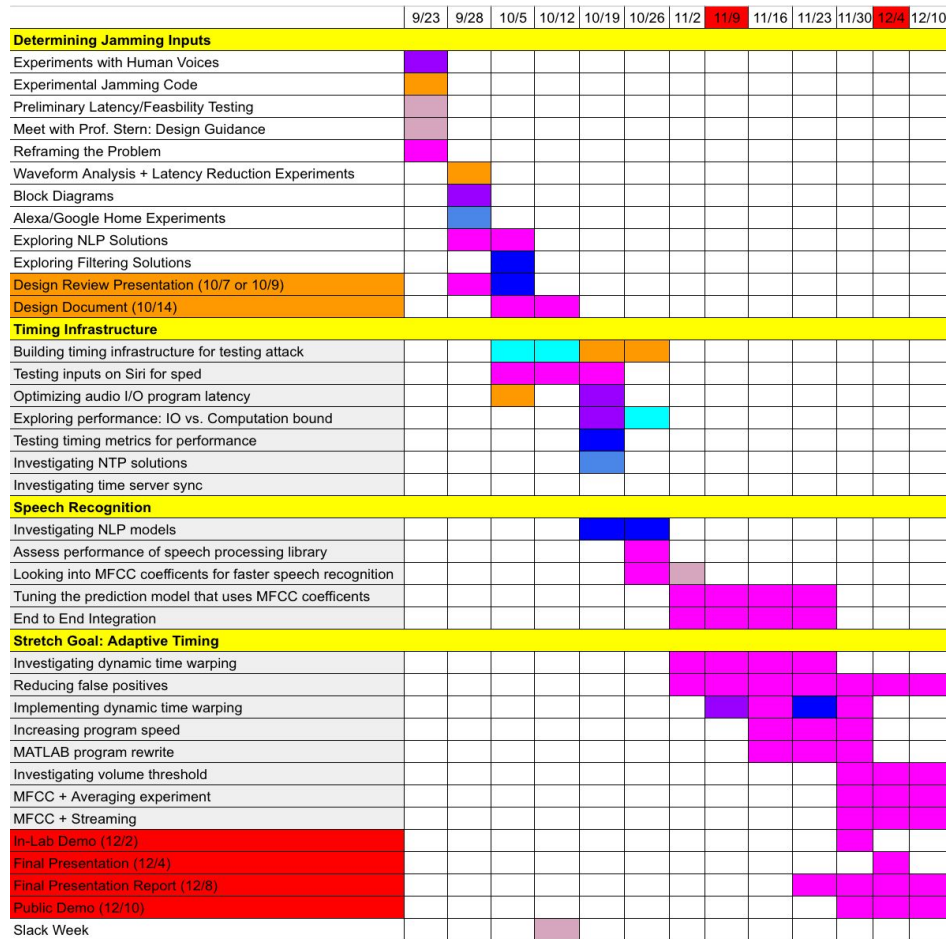 9/23 9/28 10/5 10/12 10/19 10/26 11/2 11/9 11/16 11/23 11/30 12/4 12/10
Determining Jamming Inputs
Experiments with Human Voices
Experimental Jamming Code
Preliminary Latency/Feasbility Testing
Meet with Prof. Stern: Design Guidance
Reframing the Problem
Waveform Analysis + Latency Reduction Experiments
Block Diagrams
Alexa/Google Home Experiments
Exploring NLP Solutions
Exploring Filtering Solutions
Design Review Presentation (10/7 or 10/9)
Design Document (10/14)
Timing Infrastructure
Building timing infrastructure for testing attack
Testing inputs on Siri for sped
Optimizing audio I/O program latency
Exploring performance: IO vs. Computation bound
Testing timing metrics for performance
Investigating NTP solutions
Investigating time server sync
Speech Recognition
Investigating NLP models
Assess performance of speech processing library
Looking into MFCC coefficents for faster speech recognition
Tuning the prediction model that uses MFCC coefficents
End to End Integration
Stretch Goal: Adaptive Timing
Investigating dynamic time warping
Reducing false positives
Implementing dynamic time warping
Increasing program speed
MATLAB program rewrite
Investigating volume threshold
MFCC + Averaging experiment
MFCC + Streaming
In-Lab Demo (12/2)
Final Presentation (12/4)
Final Presentation Report (12/8)
Public Demo (12/10)
Slack Week